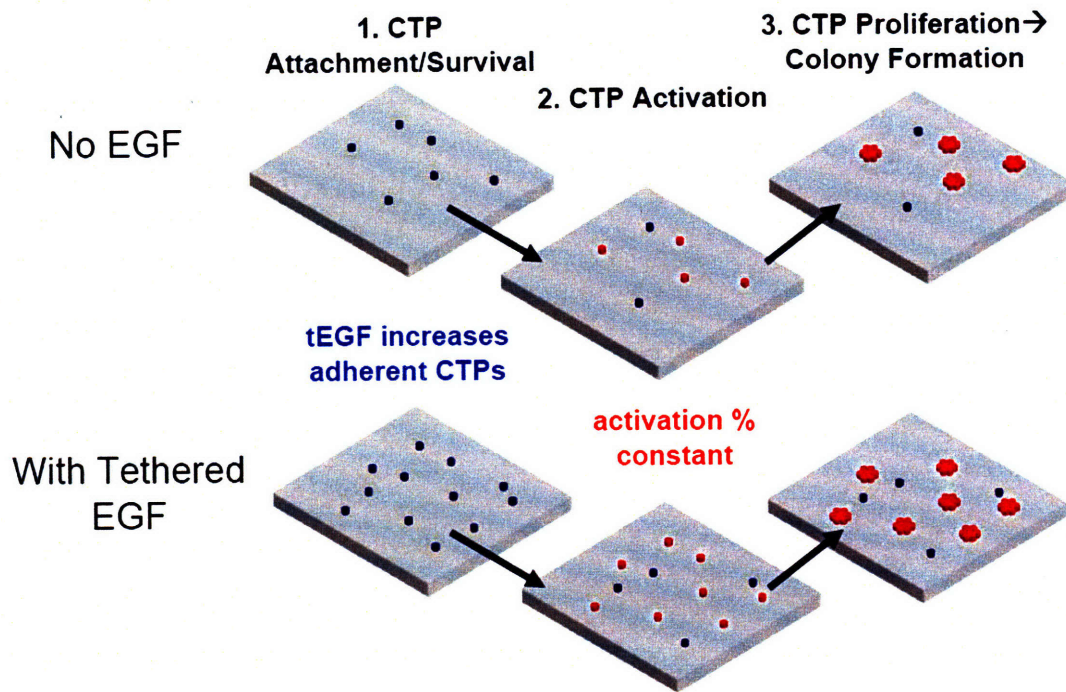 1. CTP
Attachment/Survival
2. CTP Activation
3. CTP Proliferation→
Colony Formation
No EGF
tEGF increases
adherent CTPs
activation %
constant
With Tethered
EGF